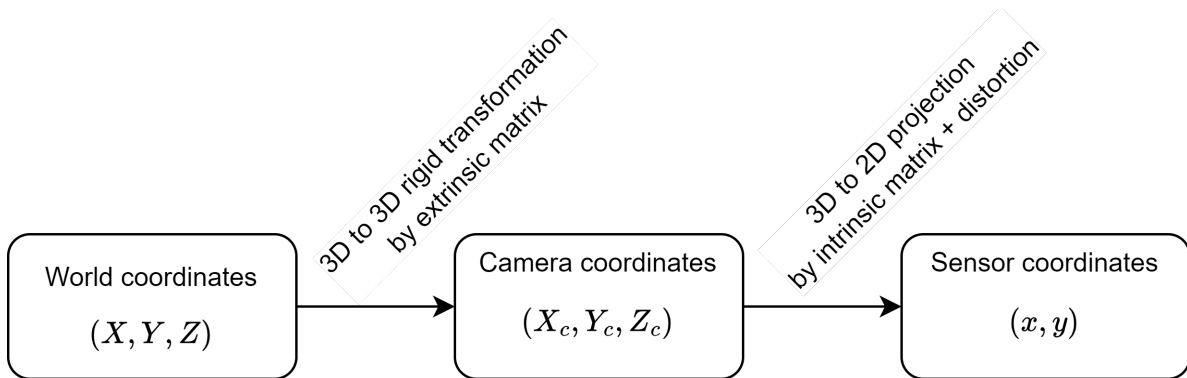 3D to 3D rigid transformation
by extrinsic matrix
3D to 2D projection
by intrinsic matrix + distortion
World coordinates
(X, Y, Z)
Camera coordinates
(X_c, Y_c, Z_c)
Sensor coordinates
(x, y)